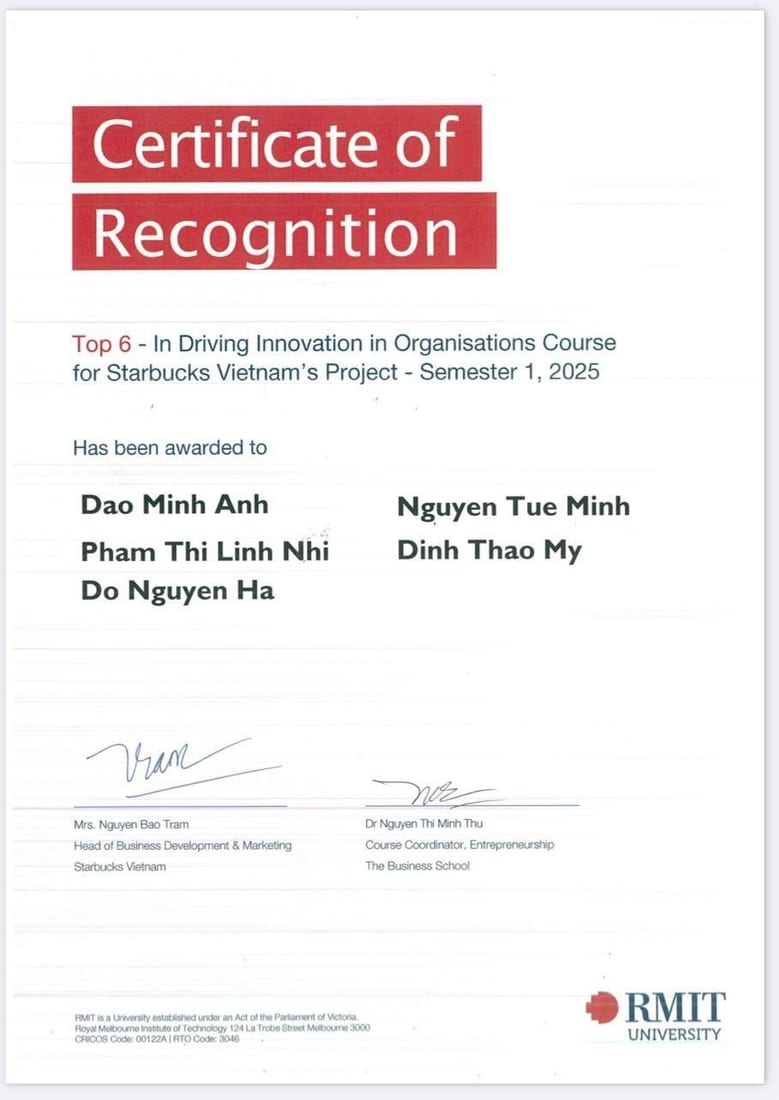 Certificate of
Recognition
Top 6 - In Driving Innovation in Organisations Course
for Starbucks Vietnam's Project - Semester 1, 2025
Has been awarded to
Dao Minh Anh
Nguyen Tue Minh
Pham Thi Linh Nhi
Dinh Thao My
Do Nguyen Ha
Tram
Mrs. Nguyen Bao Tram
Head of Business Development & Marketing
Starbucks Vietnam
Dr Nguyen Thi Minh Thu
Course Coordinator, Entrepreneurship
The Business School
RMIT is a University established under an Act of the Parliament of Victoria.
Royal Melbourne Institute of Technology 124 La Trobe Street Melbourne 3000
CRICOS Code: 00122A | RTO Code: 3046
RMIT
UNIVERSITY